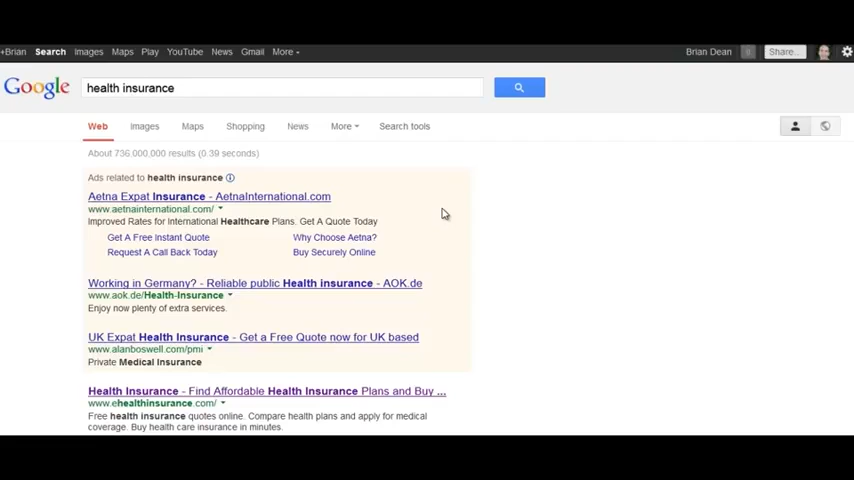 +Brian Search Images Maps Play YouTube News Gmail More Brian Dean 0 Share...
Google health insurance
Web Images Maps Shopping News More Search tools
About 736,000,000 results (0.39 seconds)
Ads related to health insurance
Aetna Expat Insurance - AetnaInternational.com
www.aetnainternational.com/
Improved Rates for International Healthcare Plans. Get A Quote Today
Get A Free Instant Quote Why Choose Aetna?
Request A Call Back Today Buy Securely Online
Working in Germany? - Reliable public Health insurance - AOK.de
www.aok.de/Health-Insurance
Enjoy now plenty of extra services.
UK Expat Health Insurance - Get a Free Quote now for UK based
www.alanboswell.com/pmi
Private Medical Insurance
Health Insurance - Find Affordable Health Insurance Plans and Buy ...
www.ehealthinsurance.com/
Free health insurance quotes online. Compare health plans and apply for medical
coverage. Buy health care insurance in minutes.